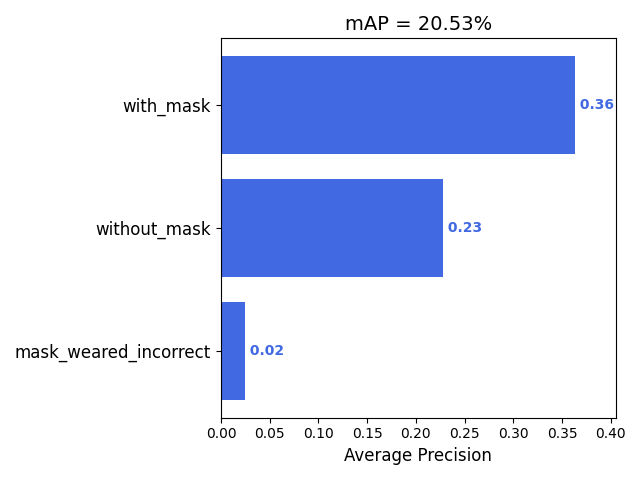 mAP = 20.53%
with_mask
0.36
without_mask
0.23
mask_weared_incorrect
0.02
0.00 0.05 0.10 0.15 0.20 0.25 0.30 0.35 0.40
Average Precision